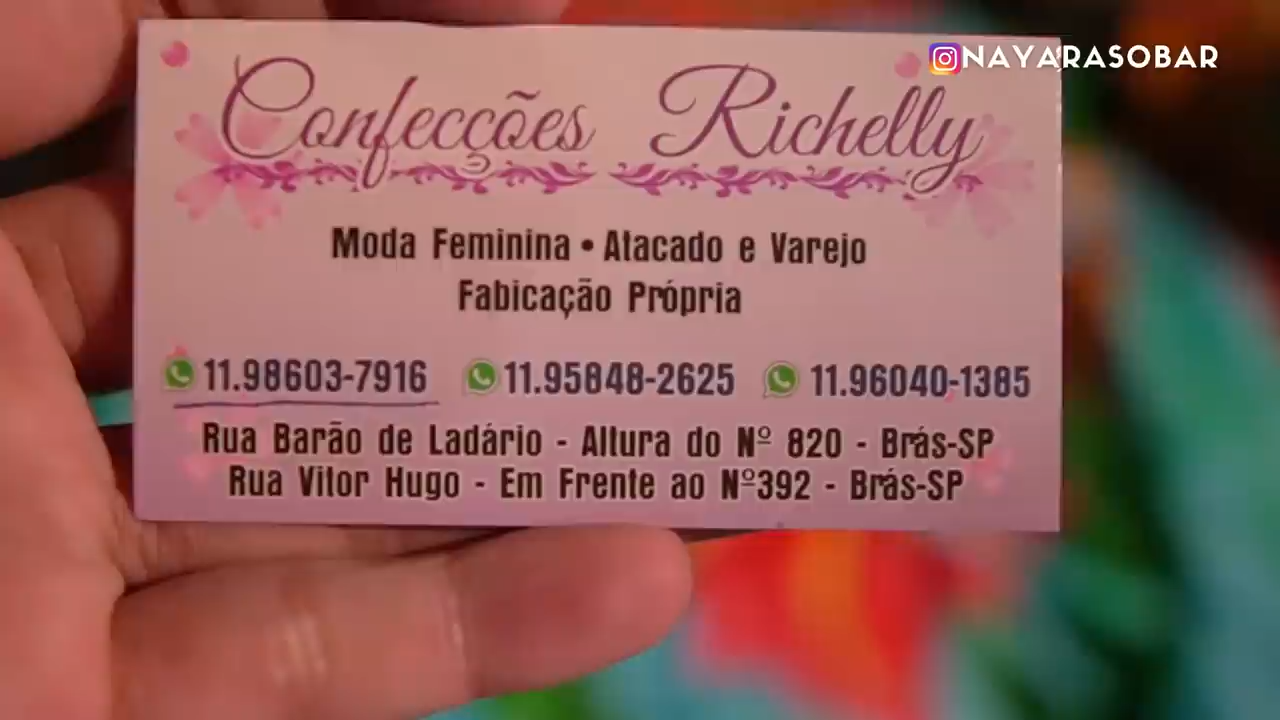 NAYARASOBAR
Confecções Richelly
Moda Feminina • Atacado e Varejo
Fabicação Própria
11.98603-7916 11.95848-2625 11.96040-1385
Rua Barão de Ladário - Altura do Nº 820 - Brás-SP
Rua Vitor Hugo - Em Frente ao Nº392 - Brás-SP